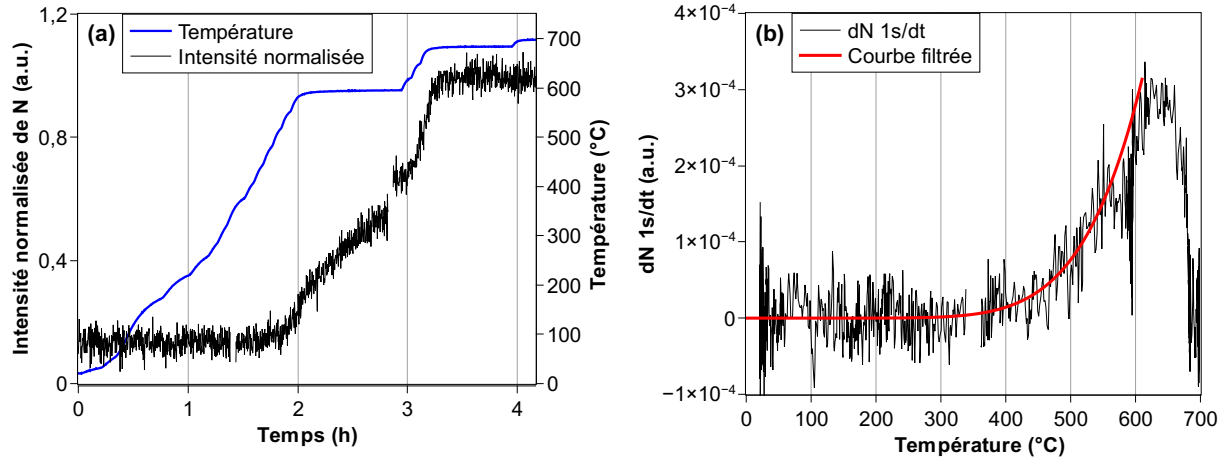 (a)
Température
Intensité normalisée
Intensité normalisée de N (a.u.)
1,2
0,8
0,4
0
700
600
500
400
300
200
100
0
Température (°C)
0 1 2 3 4
Temps (h)
(b)
dN 1s/dt
Courbe filtrée
dN 1s/dt (a.u.)
4×10⁻⁴
3×10⁻⁴
2×10⁻⁴
1×10⁻⁴
0
−1×10⁻⁴
0 100 200 300 400 500 600 700
Température (°C)